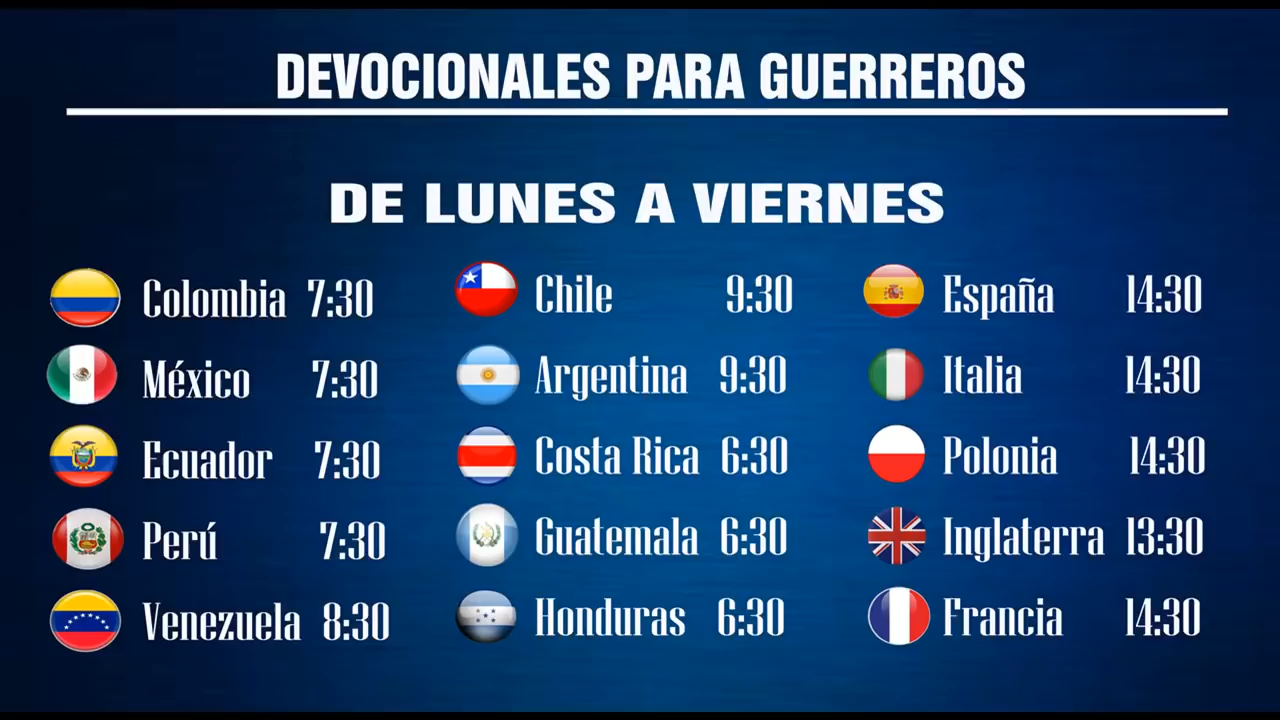 DEVOCIONALES PARA GUERREROS
DE LUNES A VIERNES
Colombia 7:30
México 7:30
Ecuador 7:30
Perú 7:30
Venezuela 8:30
Chile 9:30
Argentina 9:30
Costa Rica 6:30
Guatemala 6:30
Honduras 6:30
España 14:30
Italia 14:30
Polonia 14:30
Inglaterra 13:30
Francia 14:30